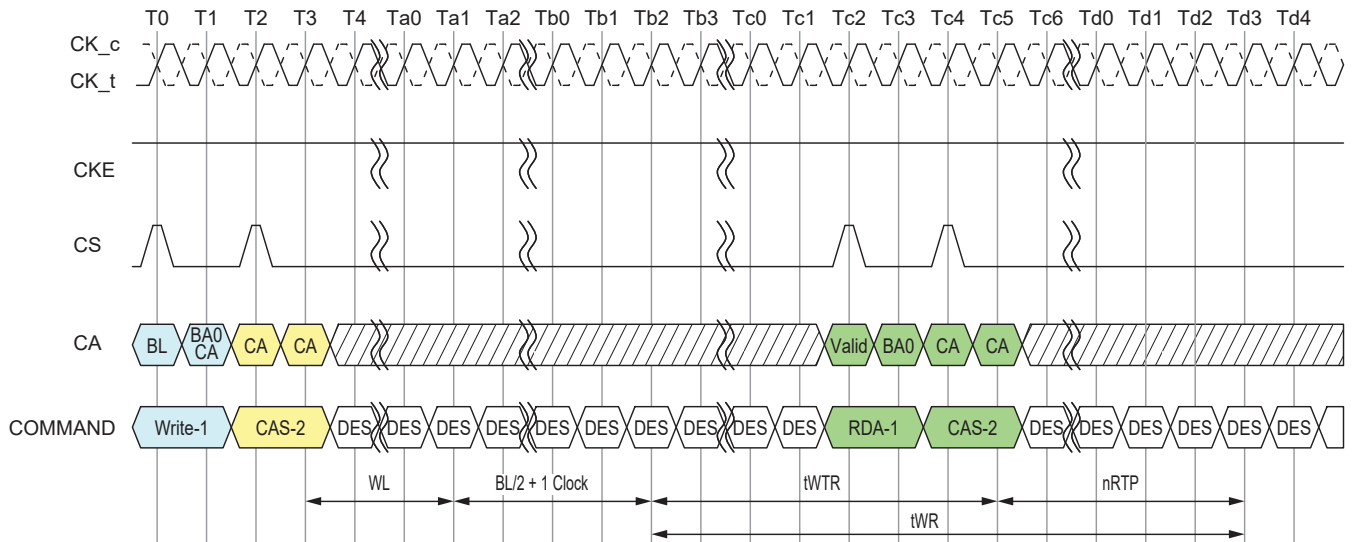 T0 T1 T2 T3 T4 Ta0 Ta1 Ta2 Tb0 Tb1 Tb2 Tb3 Tc0 Tc1 Tc2 Tc3 Tc4 Tc5 Tc6 Td0 Td1 Td2 Td3 Td4
CK_c
CK_t
CKE
CS
CA BL BA0 CA CA CA Valid BA0 CA CA
COMMAND Write-1 CAS-2 DES DES DES DES DES DES DES DES DES DES RDA-1 CAS-2 DES DES DES DES DES DES
WL BL/2 + 1 Clock tWTR nRTP
tWR